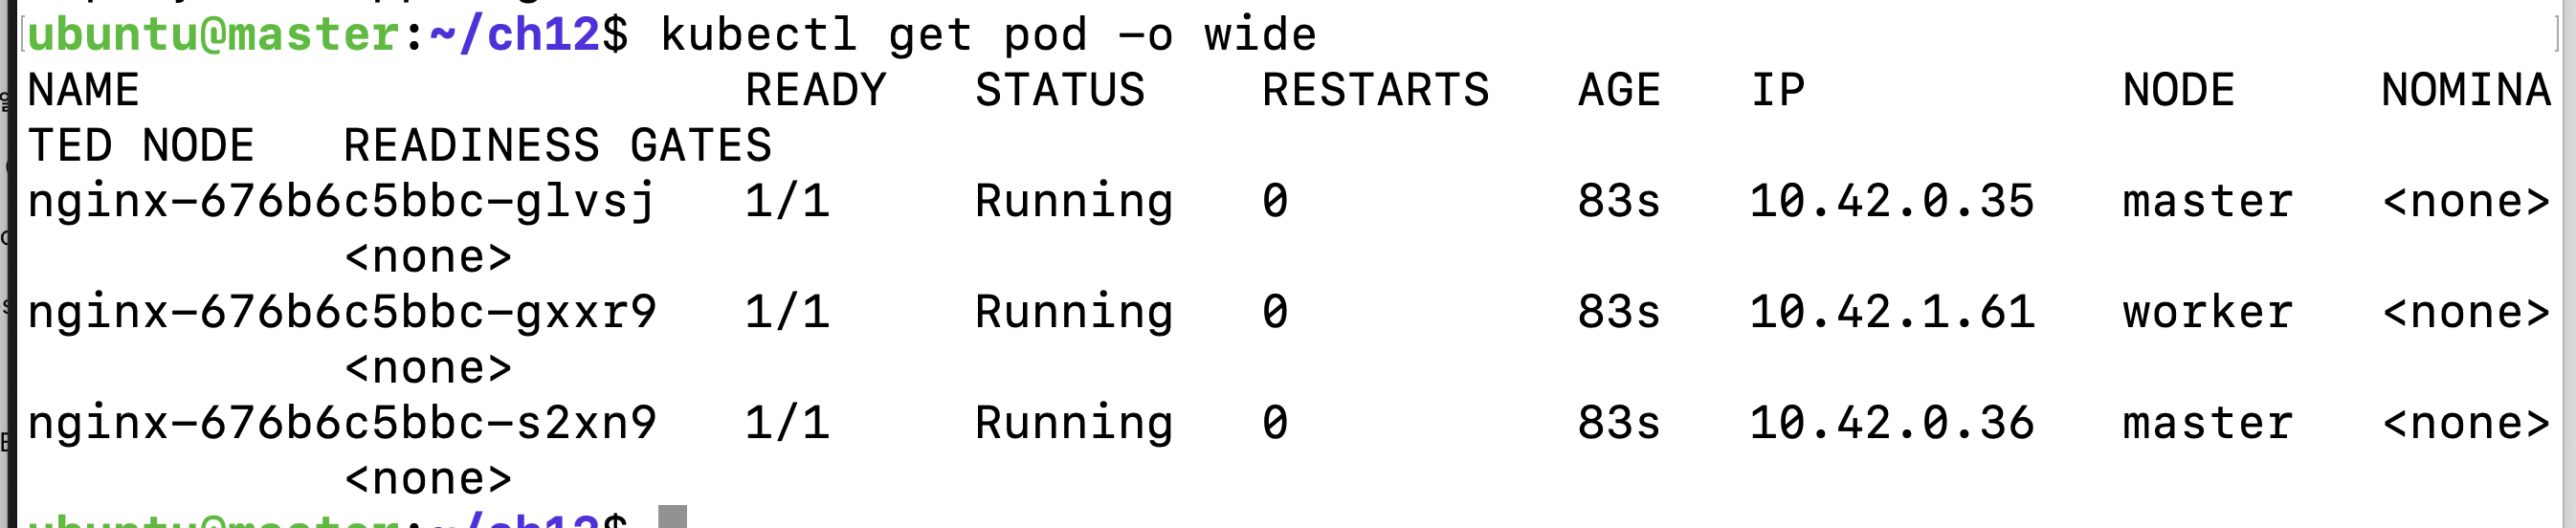 ubuntu@master:~/ch12$ kubectl get pod -o wide
NAME                     READY   STATUS    RESTARTS   AGE   IP           NODE     NOMINA
TED NODE   READINESS GATES
nginx-676b6c5bbc-glvsj   1/1     Running   0          83s   10.42.0.35   master   <none>
           <none>
nginx-676b6c5bbc-gxxr9   1/1     Running   0          83s   10.42.1.61   worker   <none>
           <none>
nginx-676b6c5bbc-s2xn9   1/1     Running   0          83s   10.42.0.36   master   <none>
           <none>
ubuntu@master:~/ch12$